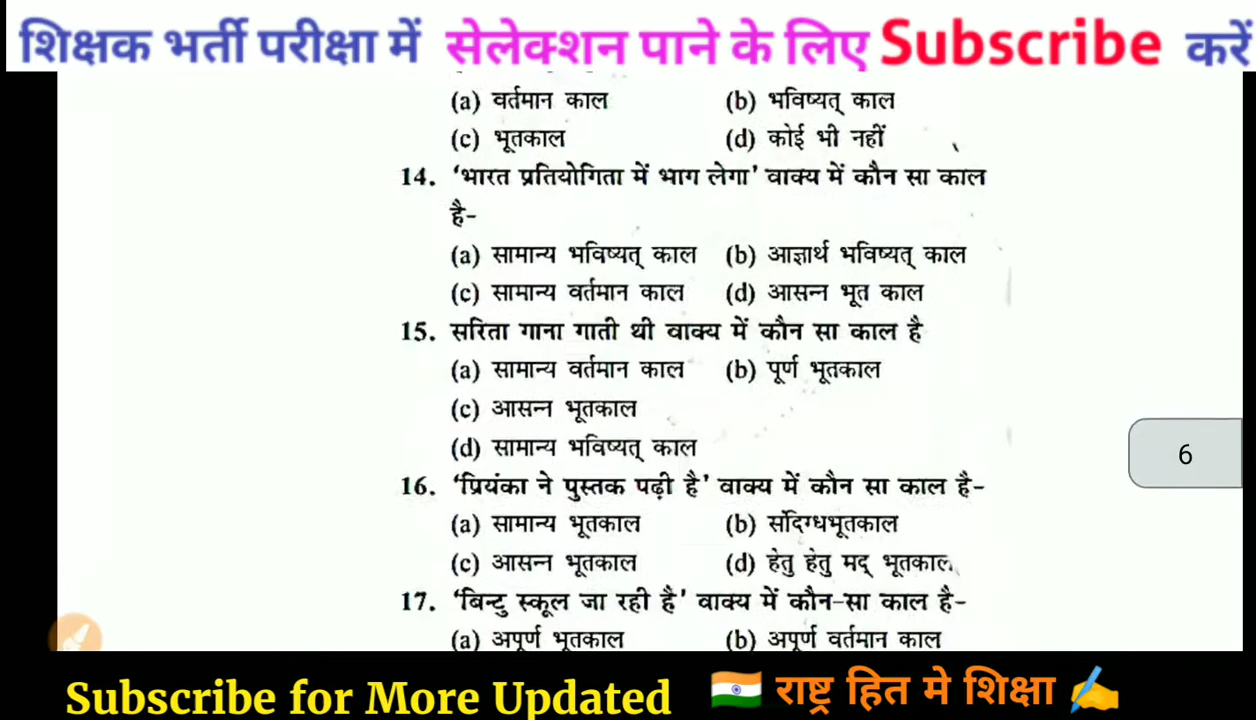 शिक्षक भर्ती परीक्षा में सेलेक्शन पाने के लिए Subscribe करें
(a) वर्तमान काल (b) भविष्यत् काल
(c) भूतकाल (d) कोई भी नहीं
14. ‘भारत प्रतियोगिता में भाग लेगा’ वाक्य में कौन सा काल
है-
(a) सामान्य भविष्यत् काल (b) आज्ञार्थ भविष्यत् काल
(c) सामान्य वर्तमान काल (d) आसन्न भूत काल
15. सरिता गाना गाती थी वाक्य में कौन सा काल है
(a) सामान्य वर्तमान काल (b) पूर्ण भूतकाल
(c) आसन्न भूतकाल
(d) सामान्य भविष्यत् काल
6
16. ‘प्रियंका ने पुस्तक पढ़ी है’ वाक्य में कौन सा काल है-
(a) सामान्य भूतकाल (b) संदिग्धभूतकाल
(c) आसन्न भूतकाल (d) हेतु हेतु मद् भूतकाल
17. ‘बिन्टु स्कूल जा रही है’ वाक्य में कौन-सा काल है-
(a) अपूर्ण भूतकाल (b) अपूर्ण वर्तमान काल
Subscribe for More Updated राष्ट्र हित मे शिक्षा